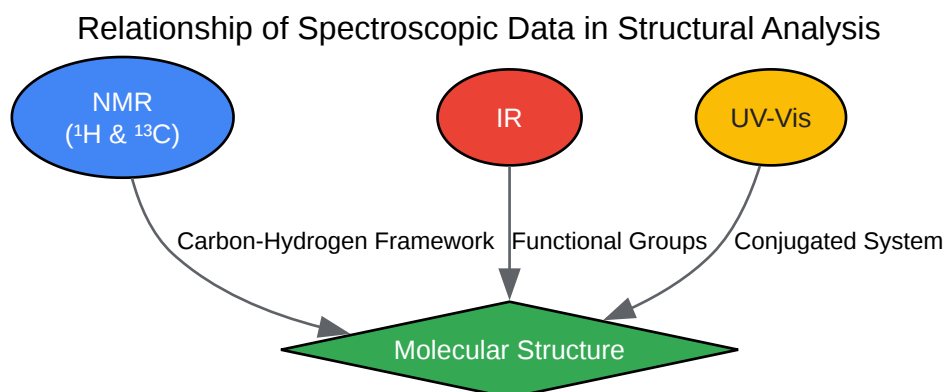 Relationship of Spectroscopic Data in Structural Analysis
NMR
(¹H & ¹³C)
IR
UV-Vis
Carbon-Hydrogen Framework
Functional Groups
Conjugated System
Molecular Structure